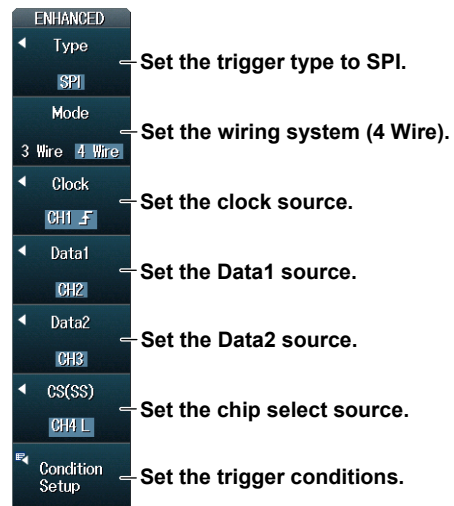 ENHANCED
Type
SPI
Set the trigger type to SPI.
Mode
3 Wire 4 Wire
Set the wiring system (4 Wire).
Clock
CH1
Set the clock source.
Data1
CH2
Set the Data1 source.
Data2
CH3
Set the Data2 source.
CS(SS)
CH4 L
Set the chip select source.
Condition
Setup
Set the trigger conditions.